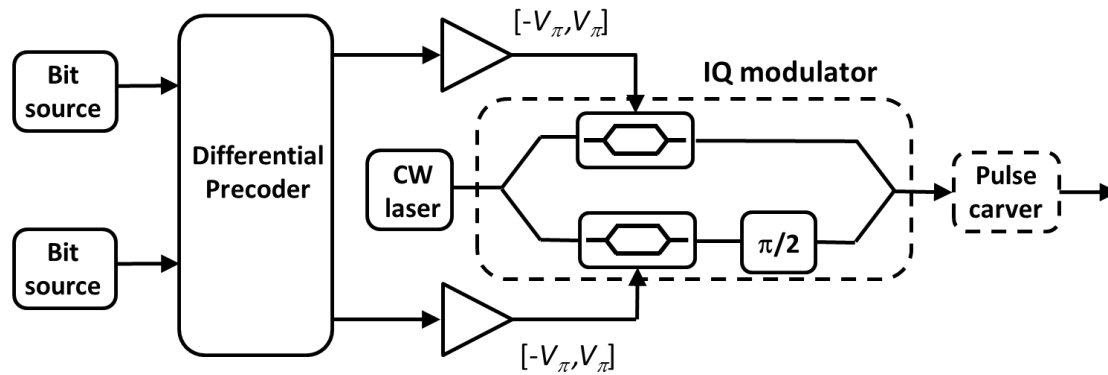 [-Vπ,Vπ]
Bit
source
IQ modulator
Differential
Precoder
CW
laser
Pulse
carver
Bit
source
π/2
[-Vπ,Vπ]